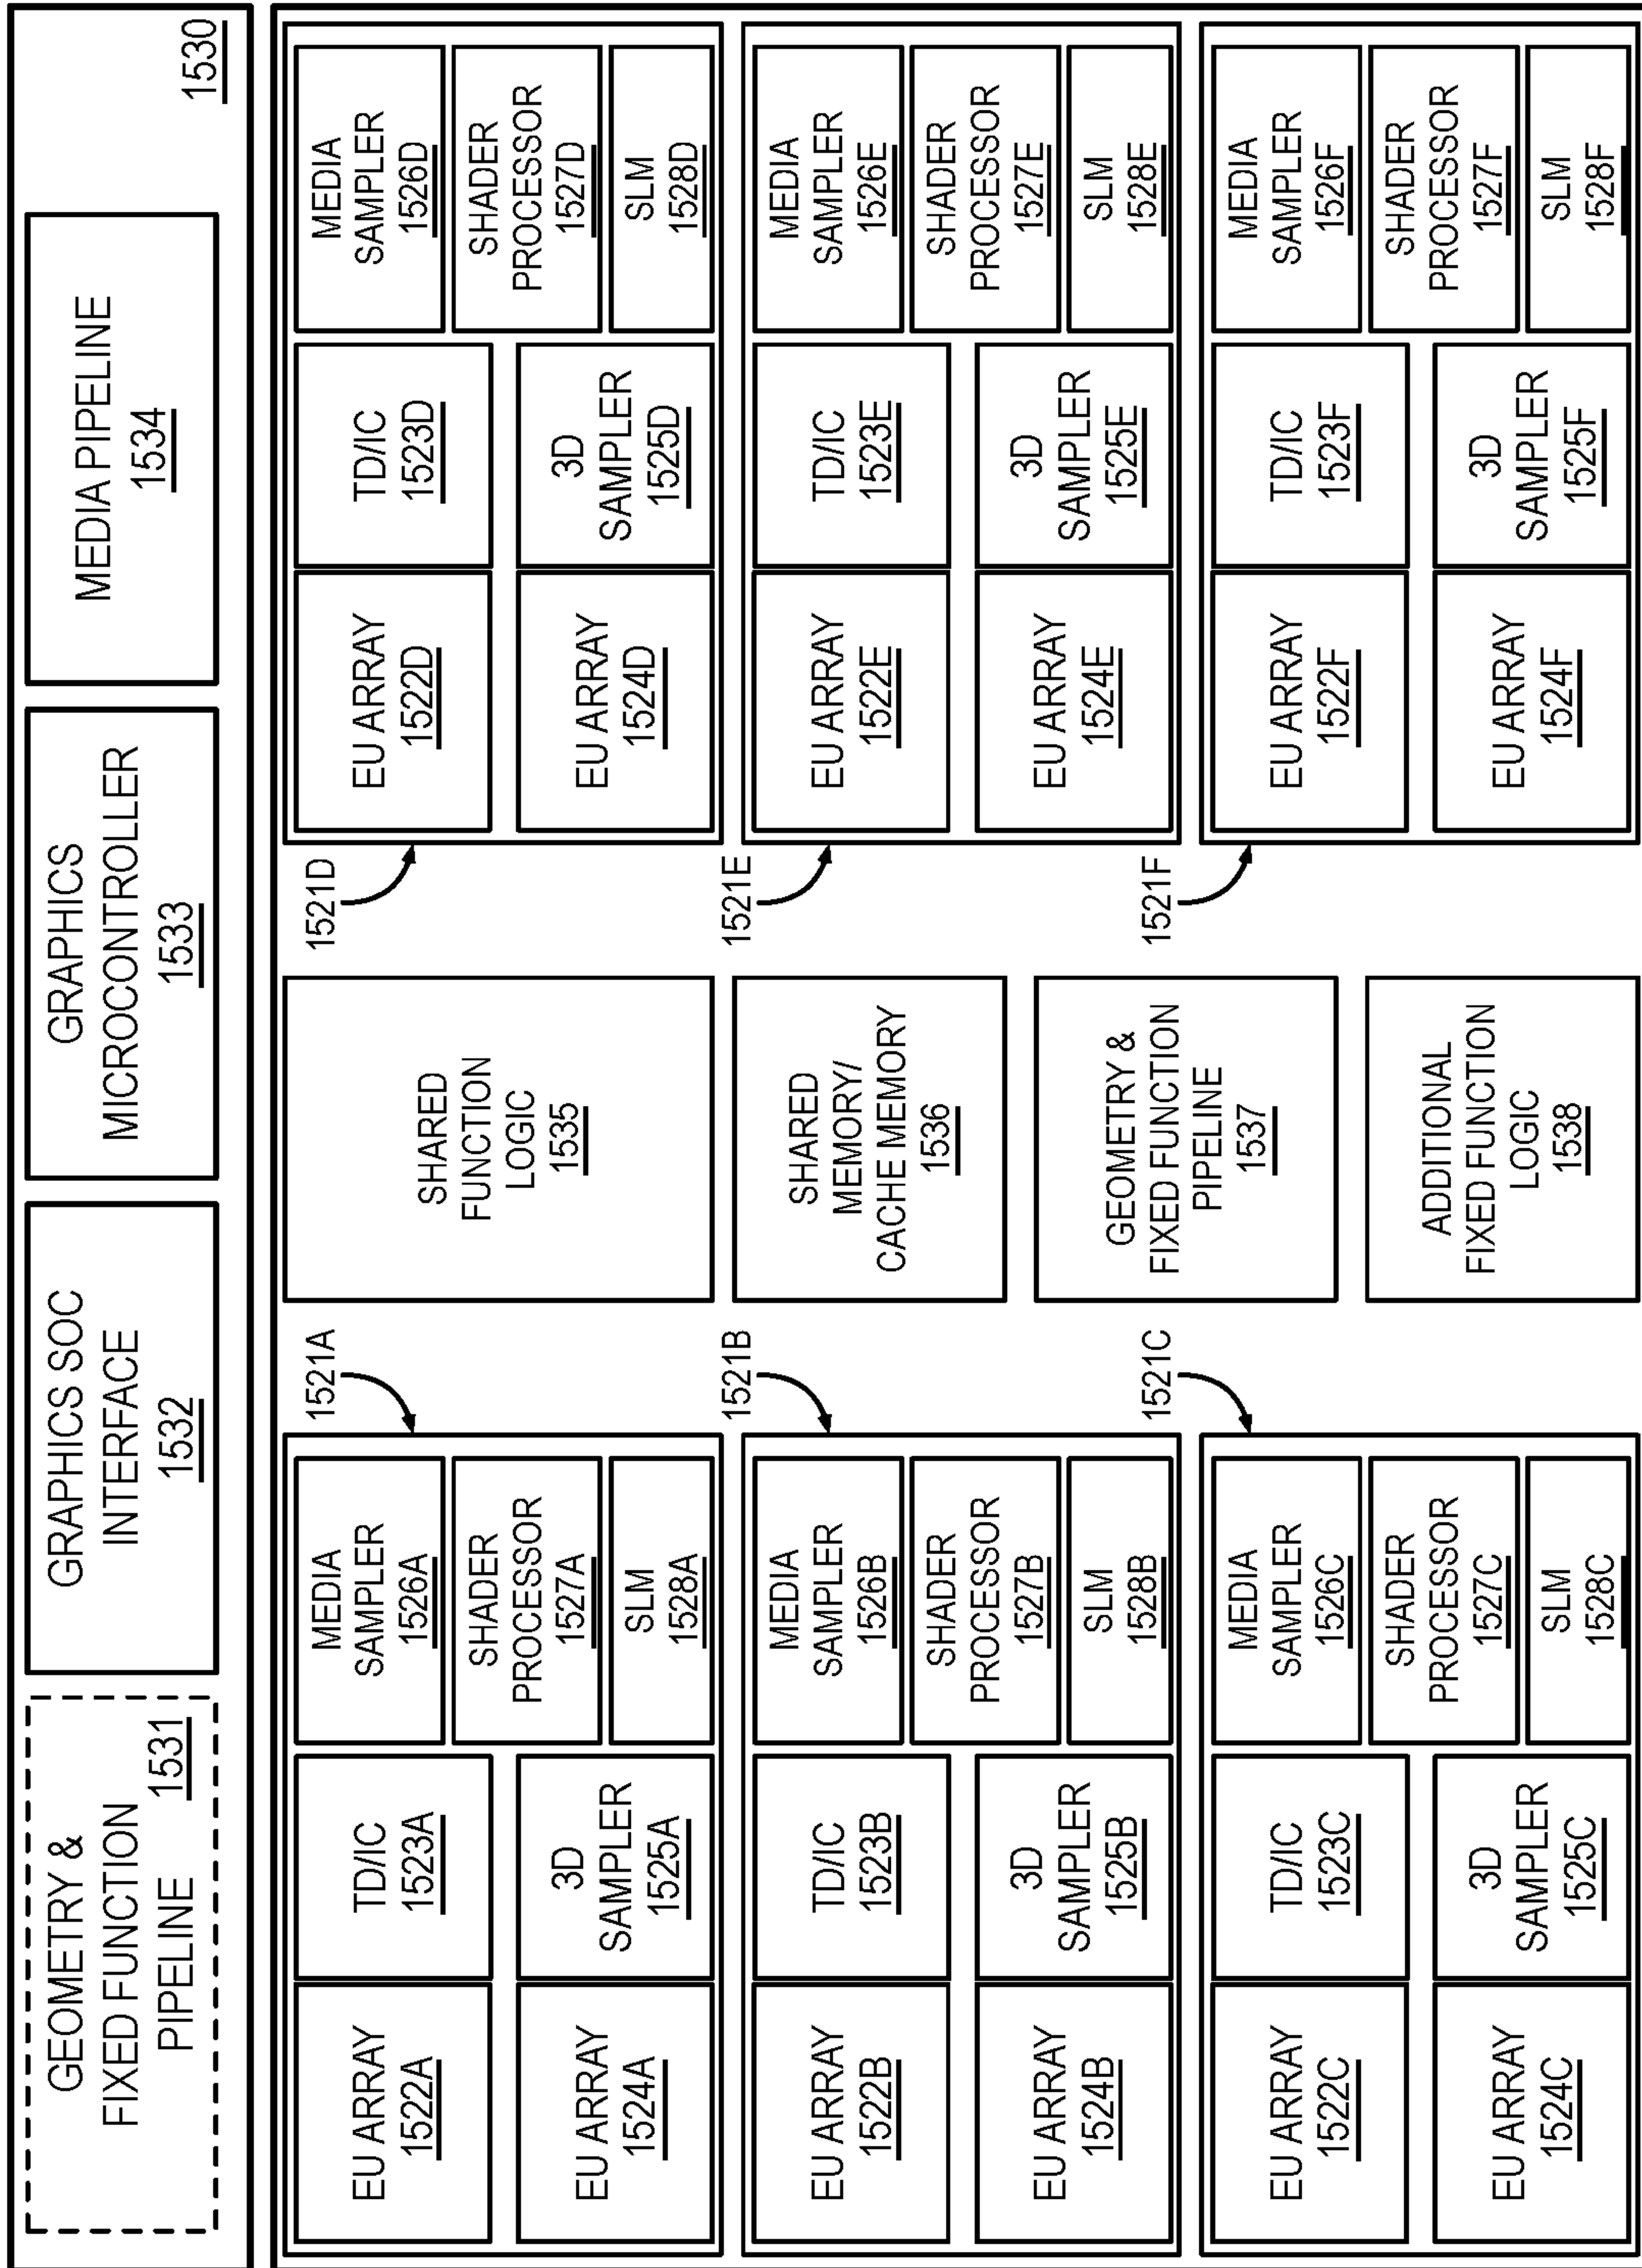 GEOMETRY &
FIXED FUNCTION
PIPELINE
1531
GRAPHICS SOC
INTERFACE
1532
GRAPHICS
MICROCONTROLLER
1533
MEDIA PIPELINE
1534
1530
1521A
EU ARRAY
1522A
TD/IC
1523A
MEDIA
SAMPLER
1526A
SHADER
PROCESSOR
1527A
EU ARRAY
1524A
3D
SAMPLER
1525A
SLM
1528A
SHARED
FUNCTION
LOGIC
1535
1521D
EU ARRAY
1522D
TD/IC
1523D
MEDIA
SAMPLER
1526D
SHADER
PROCESSOR
1527D
EU ARRAY
1524D
3D
SAMPLER
1525D
SLM
1528D
1521B
EU ARRAY
1522B
TD/IC
1523B
MEDIA
SAMPLER
1526B
SHADER
PROCESSOR
1527B
EU ARRAY
1524B
3D
SAMPLER
1525B
SLM
1528B
SHARED
MEMORY/
CACHE MEMORY
1536
1521E
EU ARRAY
1522E
TD/IC
1523E
MEDIA
SAMPLER
1526E
SHADER
PROCESSOR
1527E
EU ARRAY
1524E
3D
SAMPLER
1525E
SLM
1528E
GEOMETRY &
FIXED FUNCTION
PIPELINE
1537
1521C
EU ARRAY
1522C
TD/IC
1523C
MEDIA
SAMPLER
1526C
SHADER
PROCESSOR
1527C
EU ARRAY
1524C
3D
SAMPLER
1525C
SLM
1528C
ADDITIONAL
FIXED FUNCTION
LOGIC
1538
1521F
EU ARRAY
1522F
TD/IC
1523F
MEDIA
SAMPLER
1526F
SHADER
PROCESSOR
1527F
EU ARRAY
1524F
3D
SAMPLER
1525F
SLM
1528F